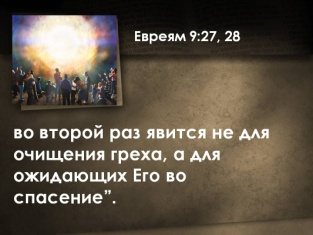 Евреям 9:27, 28
во второй раз явится не для
очищения греха, а для
ожидающих Его во
спасение”.